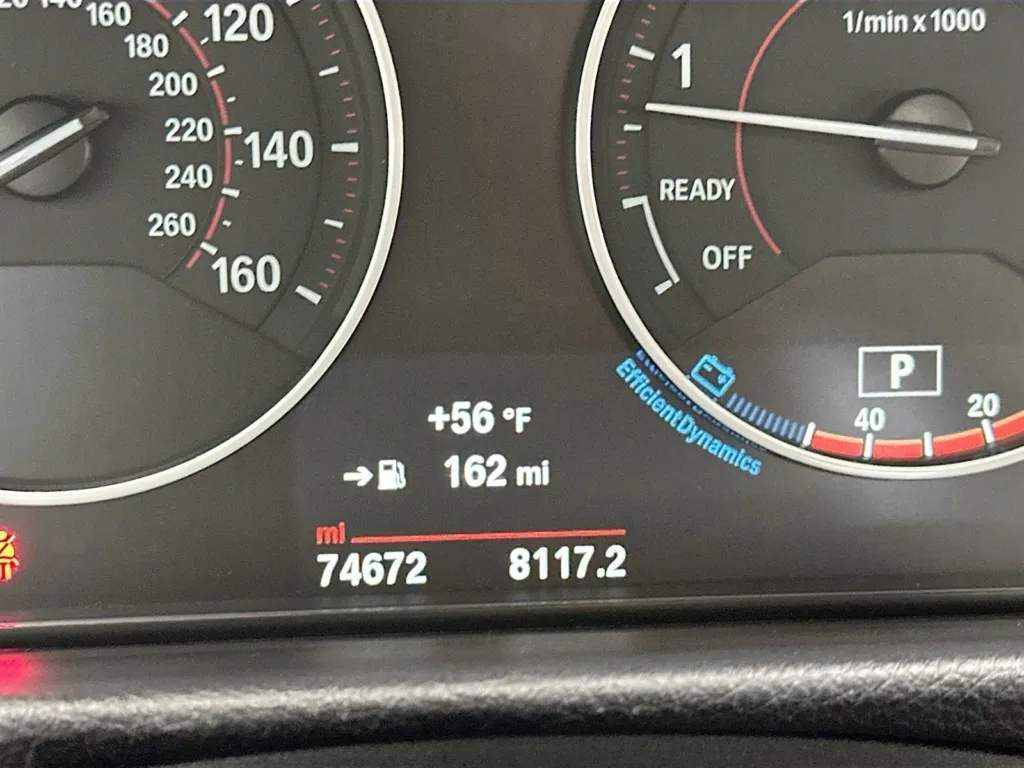 160
180
200
220
240
260
120
140
160
1/min x 1000
1
READY
OFF
P
40
20
EfficientDynamics
+56 °F
162 mi
mi
74672 8117.2